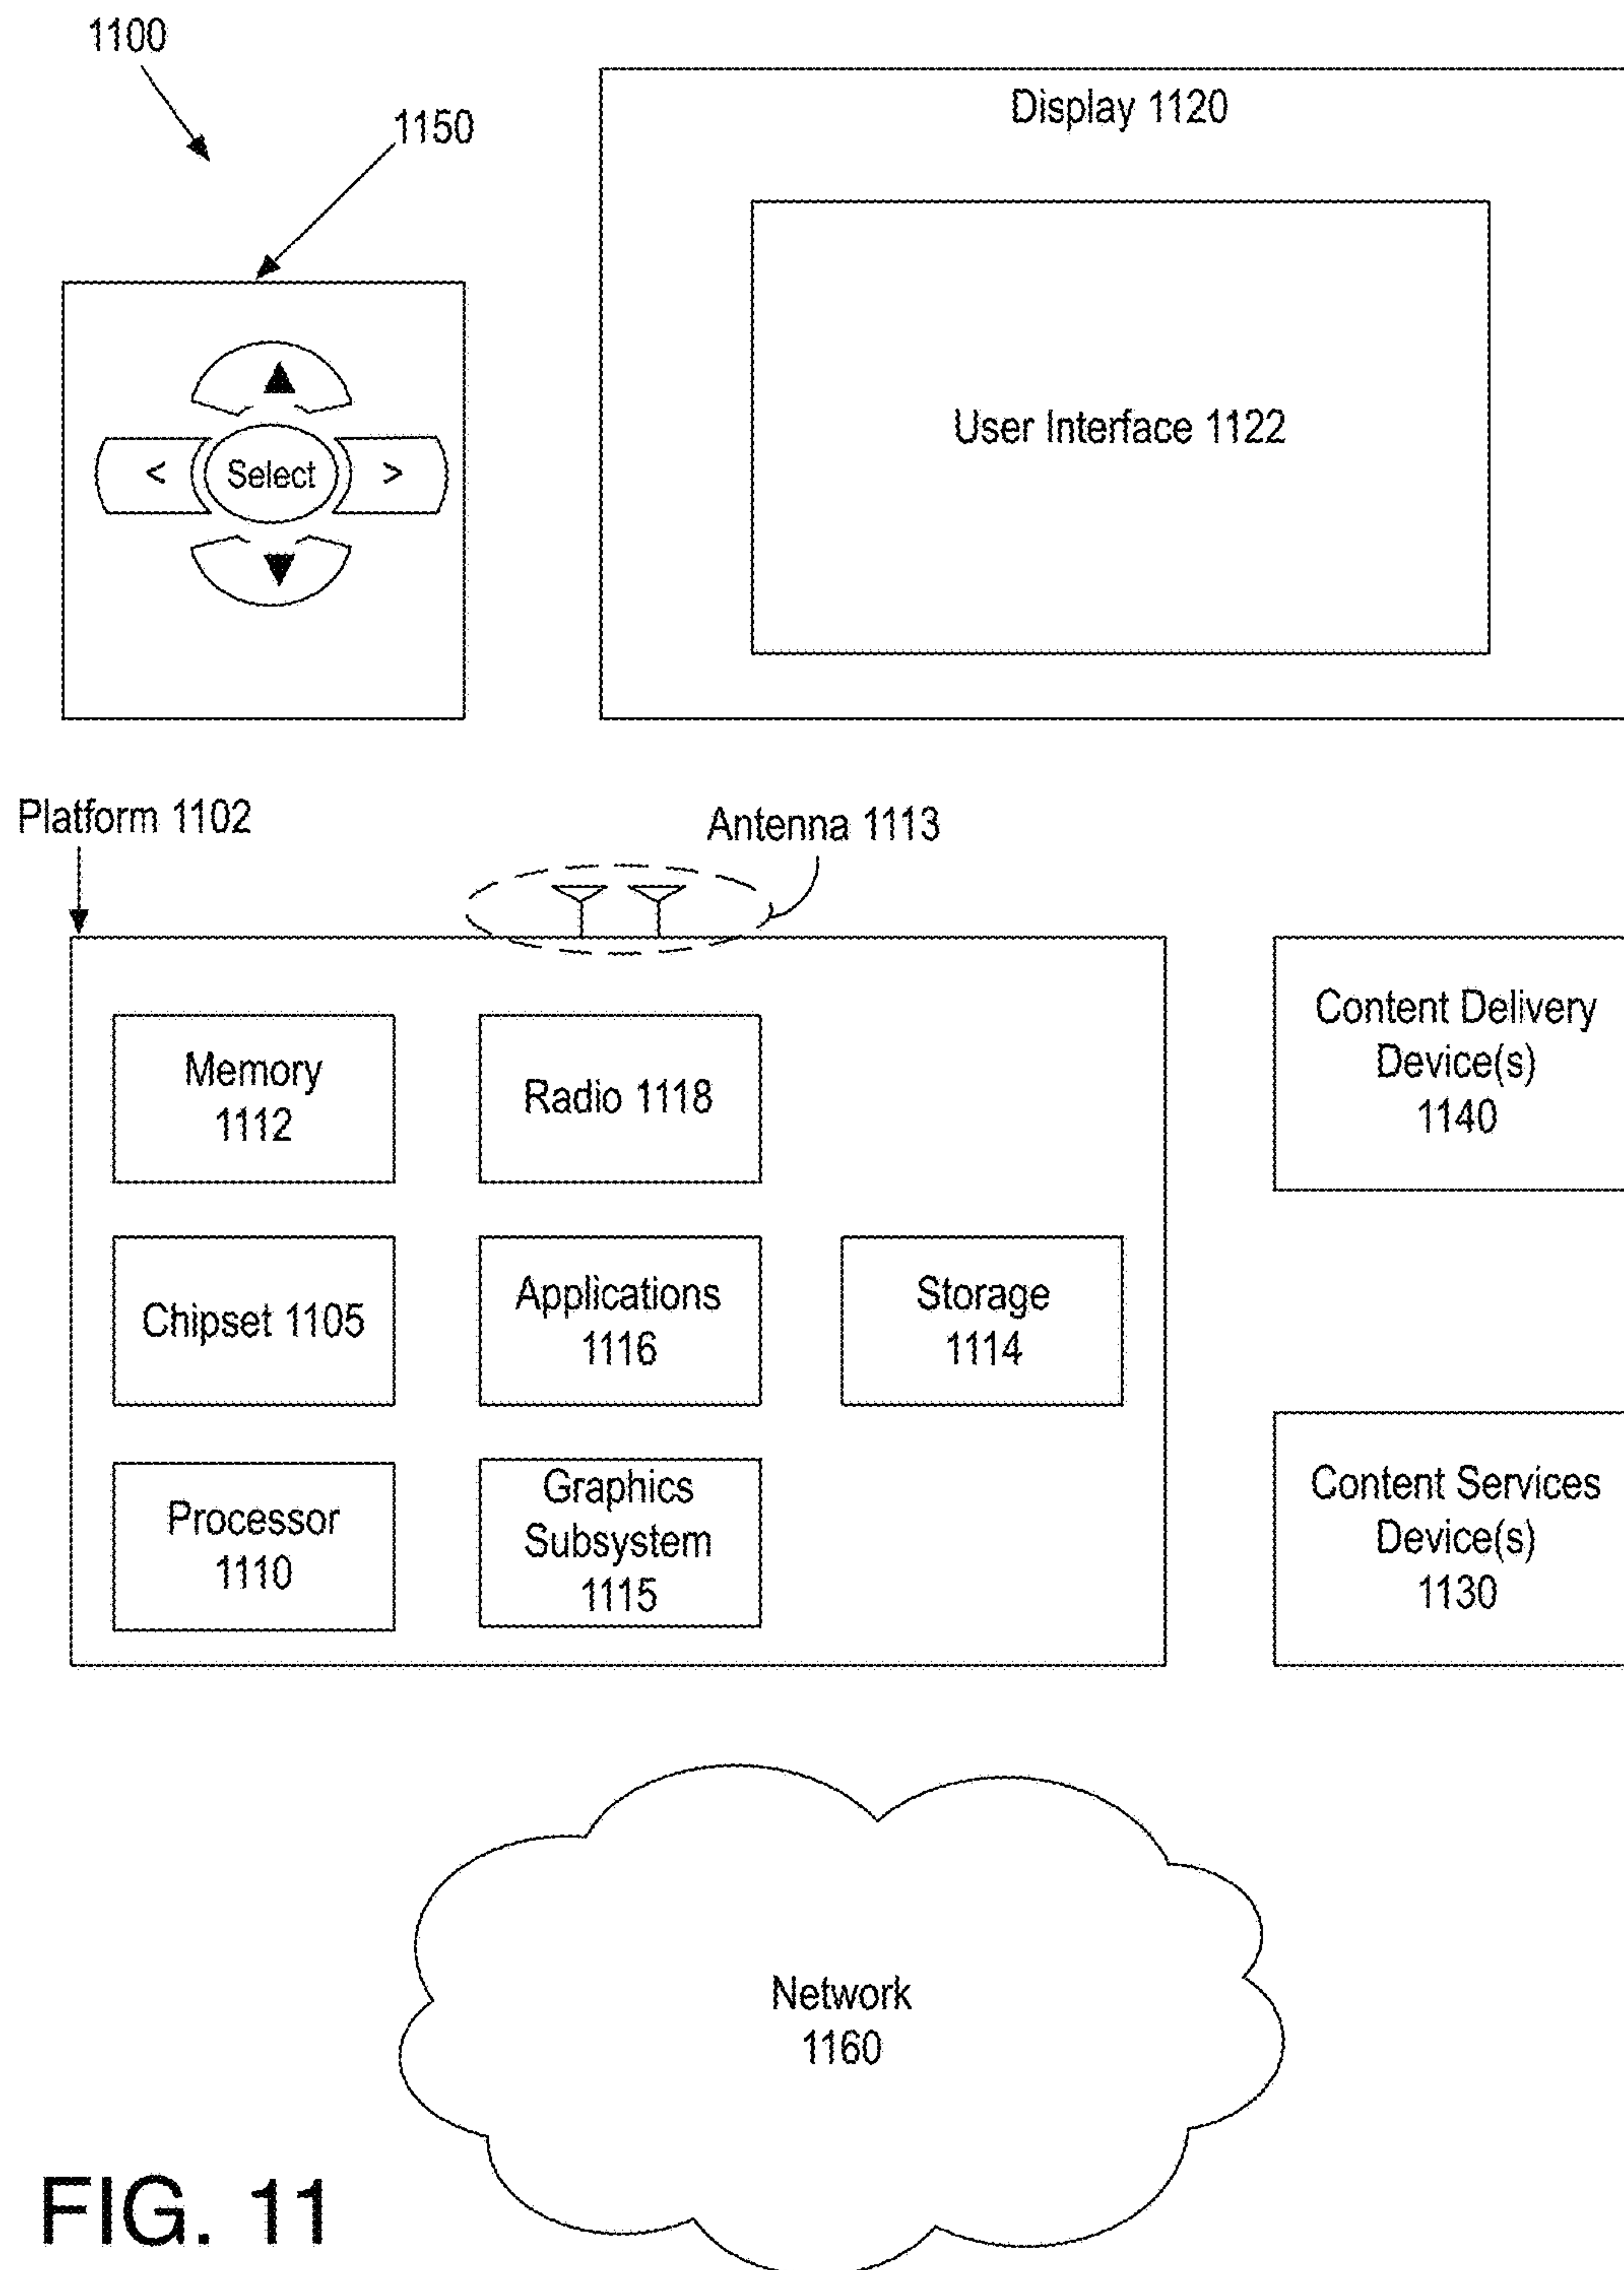 1100
1150
Display 1120
User Interface 1122
<
Select
>
Platform 1102
Antenna 1113
Memory
1112
Radio 1118
Content Delivery
Device(s)
1140
Chipset 1105
Applications
1116
Storage
1114
Processor
1110
Graphics
Subsystem
1115
Content Services
Device(s)
1130
Network
1160
FIG. 11